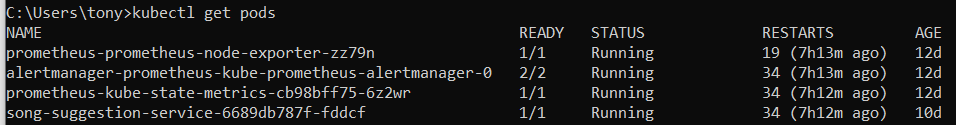 C:\Users\tony>kubectl get pods
NAME READY STATUS RESTARTS AGE
prometheus-prometheus-node-exporter-zz79n 1/1 Running 19 (7h13m ago) 12d
alertmanager-prometheus-kube-prometheus-alertmanager-0 2/2 Running 34 (7h13m ago) 12d
prometheus-kube-state-metrics-cb98bff75-6z2wr 1/1 Running 34 (7h12m ago) 12d
song-suggestion-service-6689db787f-fddcf 1/1 Running 34 (7h12m ago) 10d